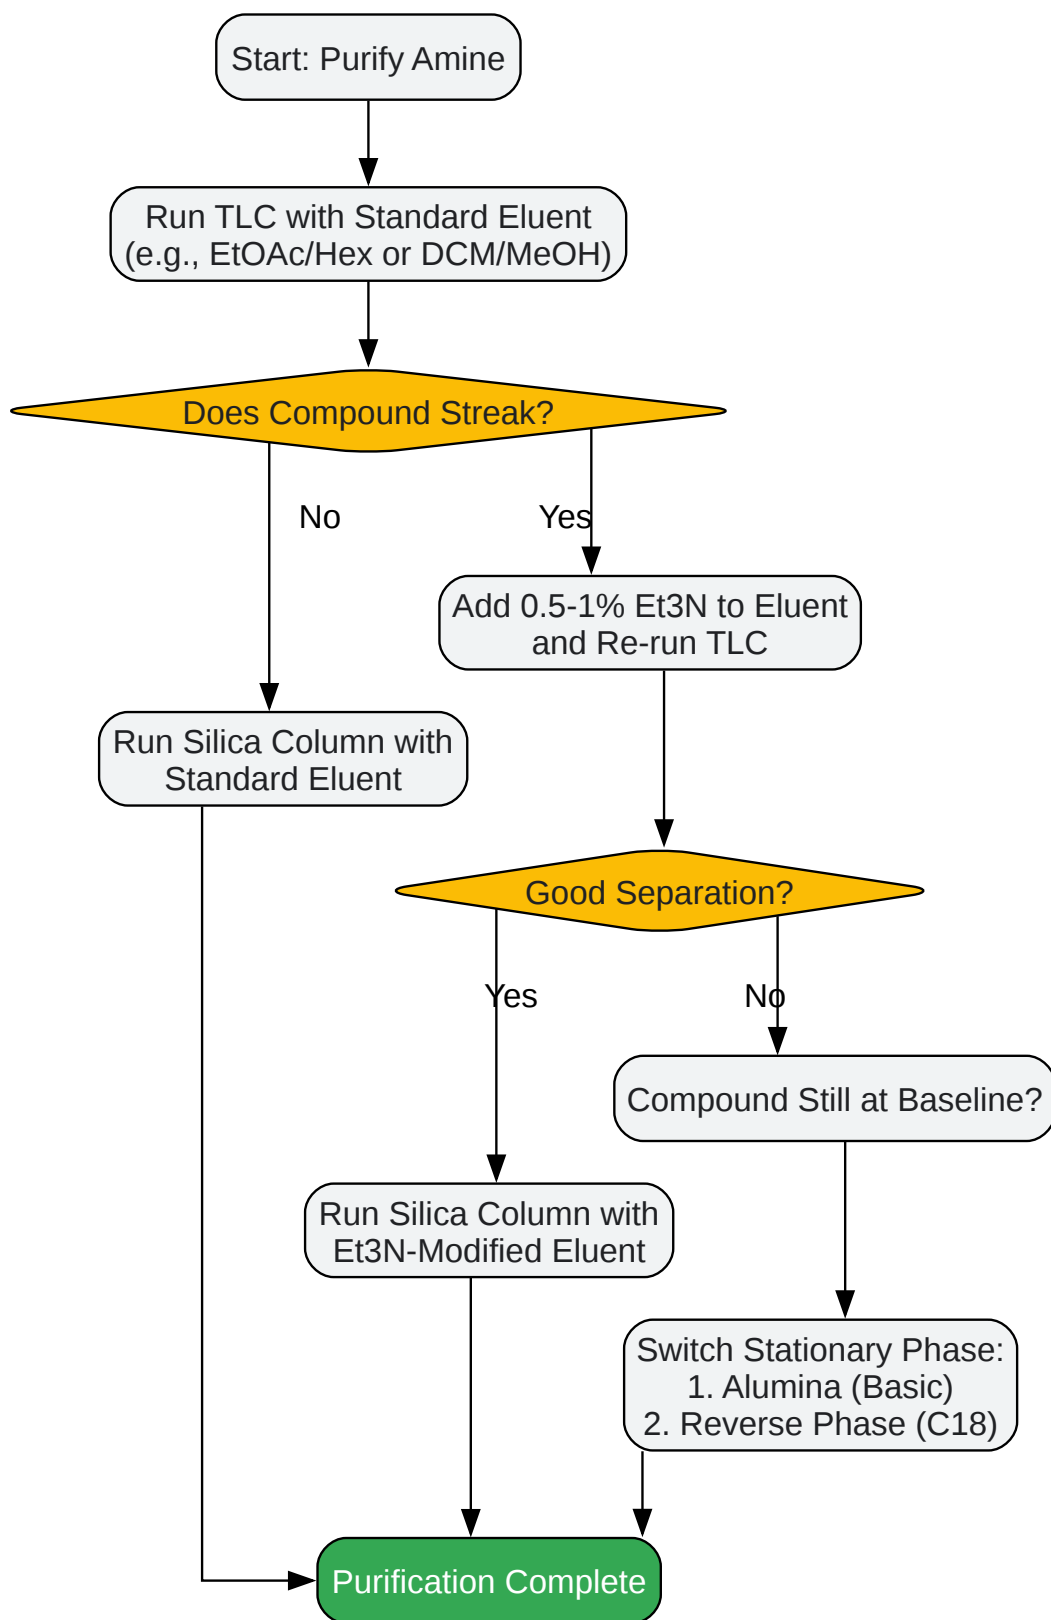 Start: Purify Amine
Run TLC with Standard Eluent
(e.g., EtOAc/Hex or DCM/MeOH)
Does Compound Streak?
No
Yes
Add 0.5-1% Et3N to Eluent
and Re-run TLC
Run Silica Column with
Standard Eluent
Good Separation?
Yes
No
Compound Still at Baseline?
Run Silica Column with
Et3N-Modified Eluent
Switch Stationary Phase:
1. Alumina (Basic)
2. Reverse Phase (C18)
Purification Complete